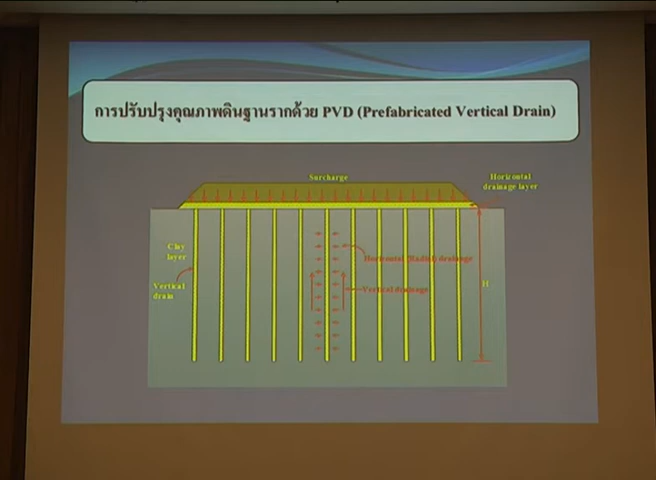 การปรับปรุงคุณภาพดินฐานรากด้วย PVD (Prefabricated Vertical Drain)
Surcharge
Horizontal
drainage layer
Clay
layer
Horizontal (Radial) drainage
Vertical
drain
Vertical drainage
H